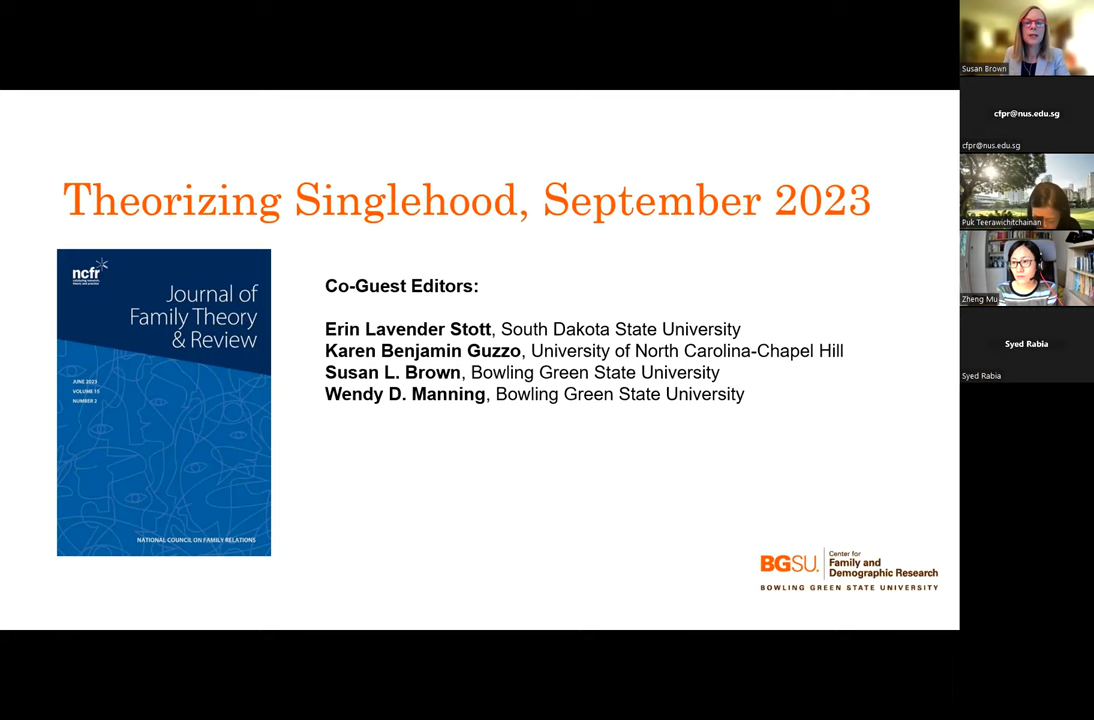 Theorizing Singlehood, September 2023
ncfr
Journal of
Family Theory
& Review
JUNE 2023
VOLUME 15
NUMBER 2
NATIONAL COUNCIL ON FAMILY RELATIONS
Co-Guest Editors:
Erin Lavender Stott, South Dakota State University
Karen Benjamin Guzzo, University of North Carolina-Chapel Hill
Susan L. Brown, Bowling Green State University
Wendy D. Manning, Bowling Green State University
BGSU.
Center for
Family and
Demographic Research
BOWLING GREEN STATE UNIVERSITY
Susan Brown
cfpr@nus.edu.sg
cfpr@nus.edu.sg
Puk Teerawichitchainan
Zheng Mu
Syed Rabia
Syed Rabia